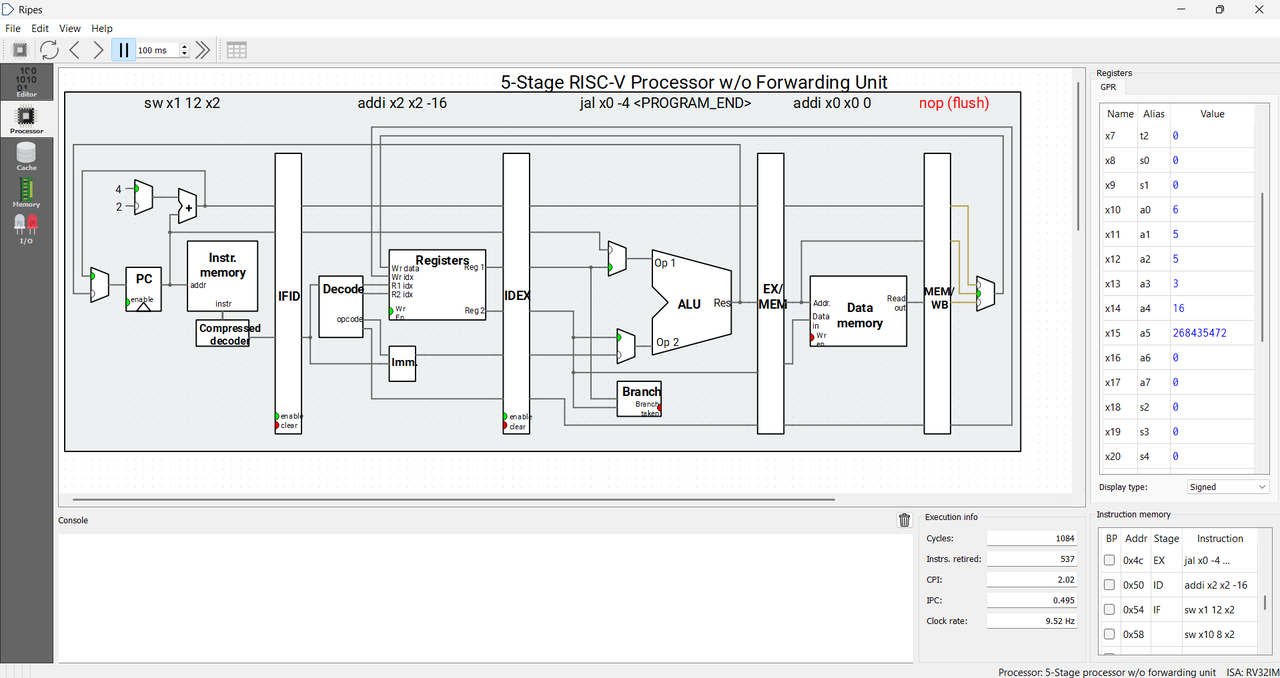 Ripes
File Edit View Help
100 ms
Editor
Processor
Cache
Memory
I/O
5-Stage RISC-V Processor w/o Forwarding Unit
sw x1 12 x2
addi x2 x2 -16
jal x0 -4 <PROGRAM_END>
addi x0 x0 0
nop (flush)
4
2
+
PC
enable
Instr.
memory
addr
instr
Compressed
decoder
IFID
enable
clear
Decode
opcode
Registers
Wr data
Wr idx
R1 idx
R2 idx
Wr
En
Reg 1
Reg 2
Imm.
IDEX
enable
clear
Op 1
ALU
Res
Op 2
Branch
Branch
taken
EX/
MEM
Addr.
Data
in
Wr
en
Data
memory
Read
out
MEM/
WB
Registers
GPR
Name Alias Value
x7 t2 0
x8 s0 0
x9 s1 0
x10 a0 6
x11 a1 5
x12 a2 5
x13 a3 3
x14 a4 16
x15 a5 268435472
x16 a6 0
x17 a7 0
x18 s2 0
x19 s3 0
x20 s4 0
Display type: Signed
Console
Execution info
Cycles: 1084
Instrs. retired: 537
CPI: 2.02
IPC: 0.495
Clock rate: 9.52 Hz
Instruction memory
BP Addr Stage Instruction
0x4c EX jal x0 -4 ...
0x50 ID addi x2 x2 -16
0x54 IF sw x1 12 x2
0x58 sw x10 8 x2
Processor: 5-Stage processor w/o forwarding unit ISA: RV32IM